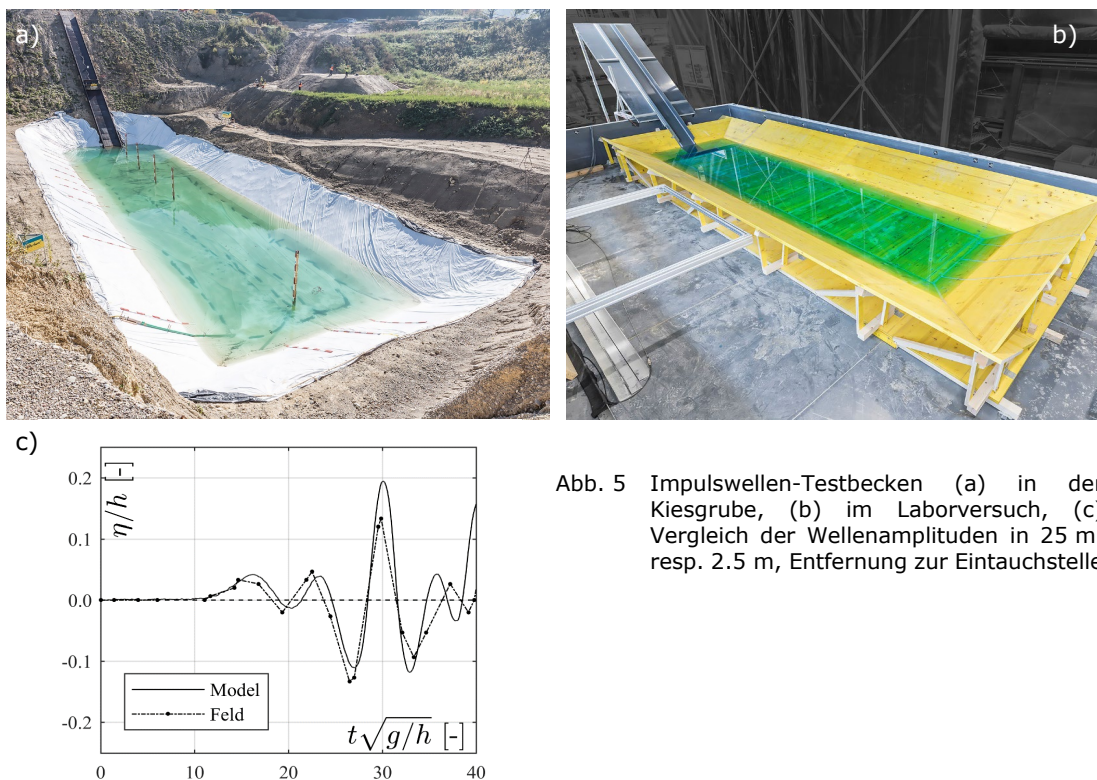 a)
b)
c)
η/h [-]
0.2
0.1
0.0
-0.1
-0.2
Model
Feld
t√g/h [-]
0 10 20 30 40
Abb. 5 Impulswellen-Testbecken (a) in der
Kiesgrube, (b) im Laborversuch, (c)
Vergleich der Wellenamplituden in 25 m
resp. 2.5 m, Entfernung zur Eintauchstelle